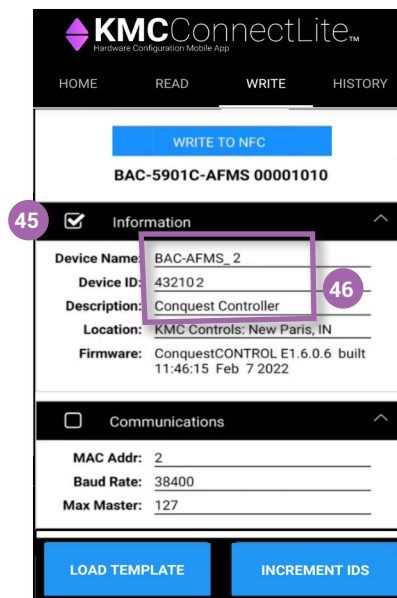 KMCConnectLite™
Hardware Configuration Mobile App
HOME READ WRITE HISTORY
WRITE TO NFC
BAC-5901C-AFMS 00001010
45 Information
Device Name: BAC-AFMS_2
Device ID: 432102
46
Description: Conquest Controller
Location: KMC Controls: New Paris, IN
Firmware: ConquestCONTROL E1.6.0.6 built
11:46:15 Feb 7 2022
Communications
MAC Addr: 2
Baud Rate: 38400
Max Master: 127
LOAD TEMPLATE INCREMENT IDS